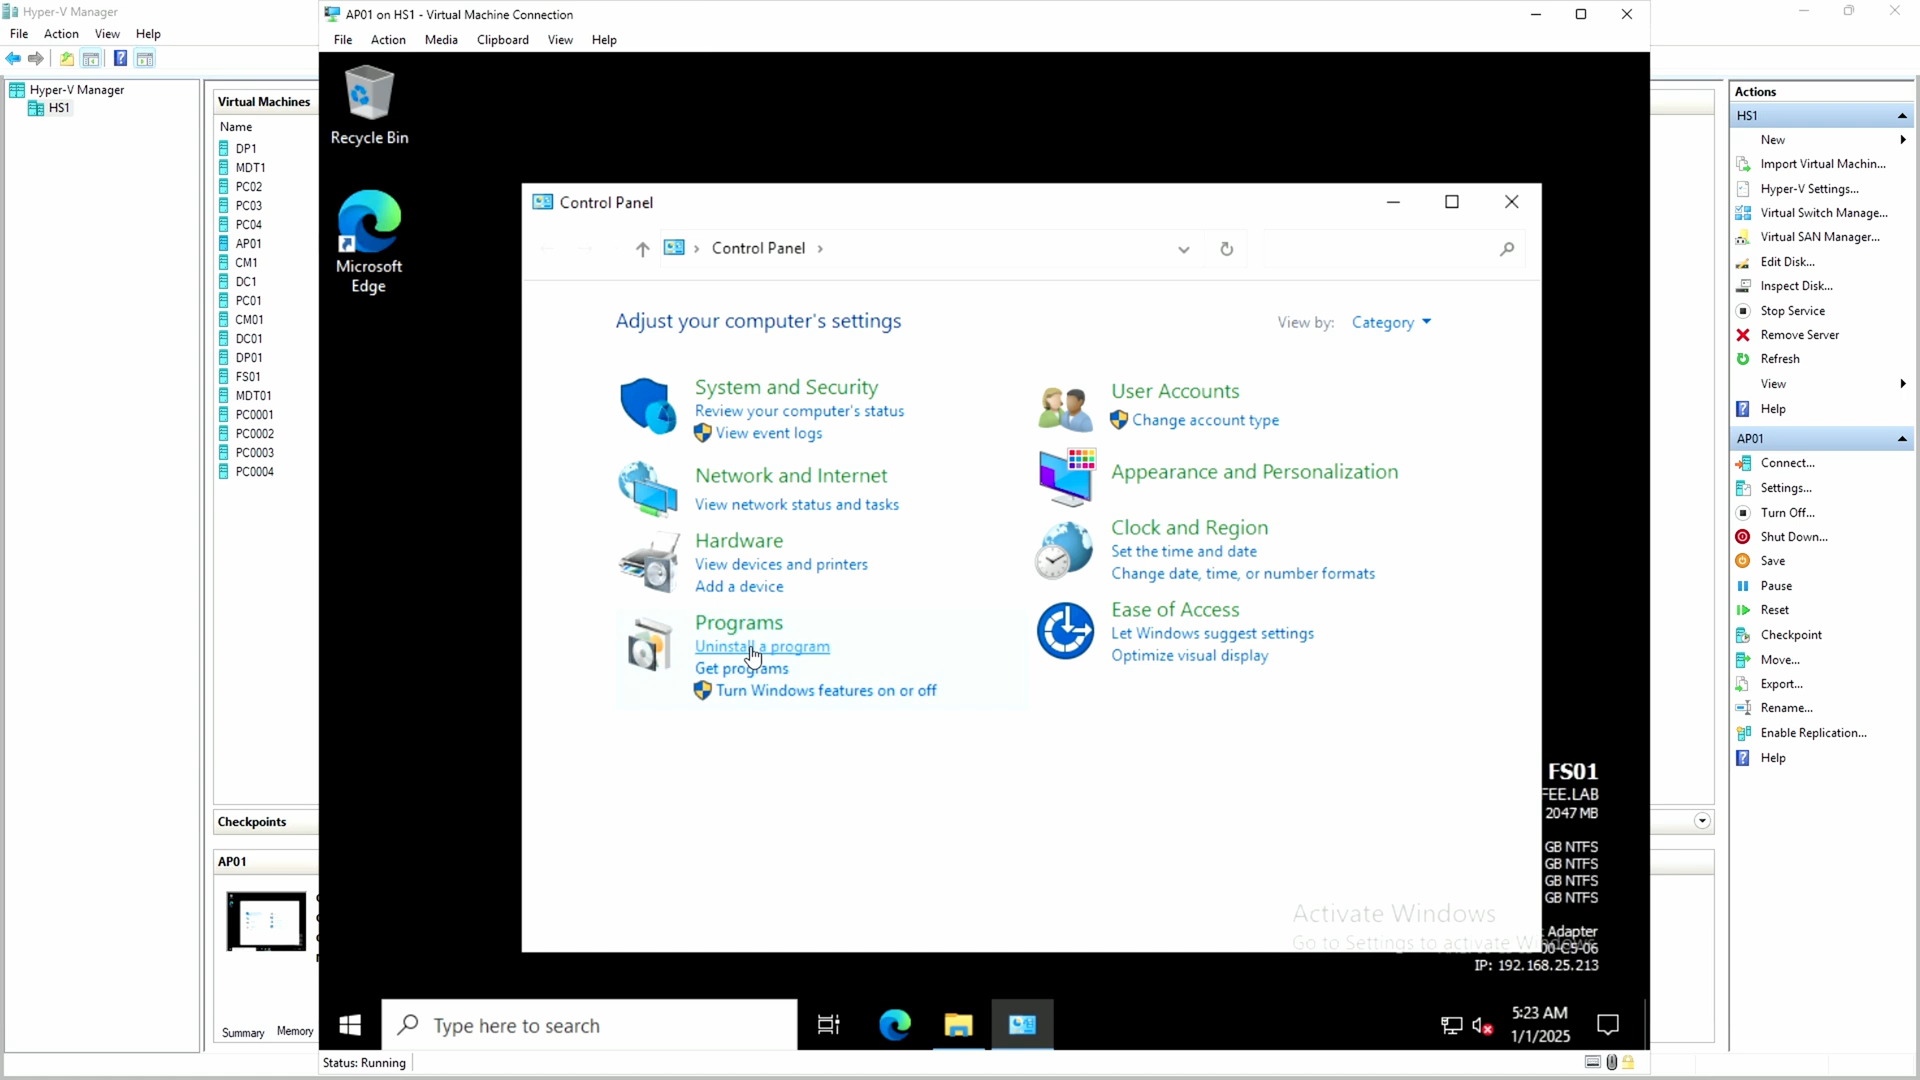 Hyper-V Manager
File Action View Help
Hyper-V Manager
HS1
Virtual Machines
Name
DP1
MDT1
PC02
PC03
PC04
AP01
CM1
DC1
PC01
CM01
DC01
DP01
FS01
MDT01
PC0001
PC0002
PC0003
PC0004
Checkpoints
AP01
Summary Memory
AP01 on HS1 - Virtual Machine Connection
File Action Media Clipboard View Help
Recycle Bin
Microsoft
Edge
Control Panel
Control Panel
Adjust your computer's settings
View by: Category
System and Security
Review your computer's status
View event logs
Network and Internet
View network status and tasks
Hardware
View devices and printers
Add a device
Programs
Uninstall a program
Get programs
Turn Windows features on or off
User Accounts
Change account type
Appearance and Personalization
Clock and Region
Set the time and date
Change date, time, or number formats
Ease of Access
Let Windows suggest settings
Optimize visual display
FS01
FEE.LAB
2047 MB
GB NTFS
GB NTFS
GB NTFS
GB NTFS
Activate Windows
Go to Settings to activate Windows.
Adapter
00-C5-06
IP: 192.168.25.213
Type here to search
5:23 AM
1/1/2025
Status: Running
Actions
HS1
New
Import Virtual Machin...
Hyper-V Settings...
Virtual Switch Manage...
Virtual SAN Manager...
Edit Disk...
Inspect Disk...
Stop Service
Remove Server
Refresh
View
Help
AP01
Connect...
Settings...
Turn Off...
Shut Down...
Save
Pause
Reset
Checkpoint
Move...
Export...
Rename...
Enable Replication...
Help